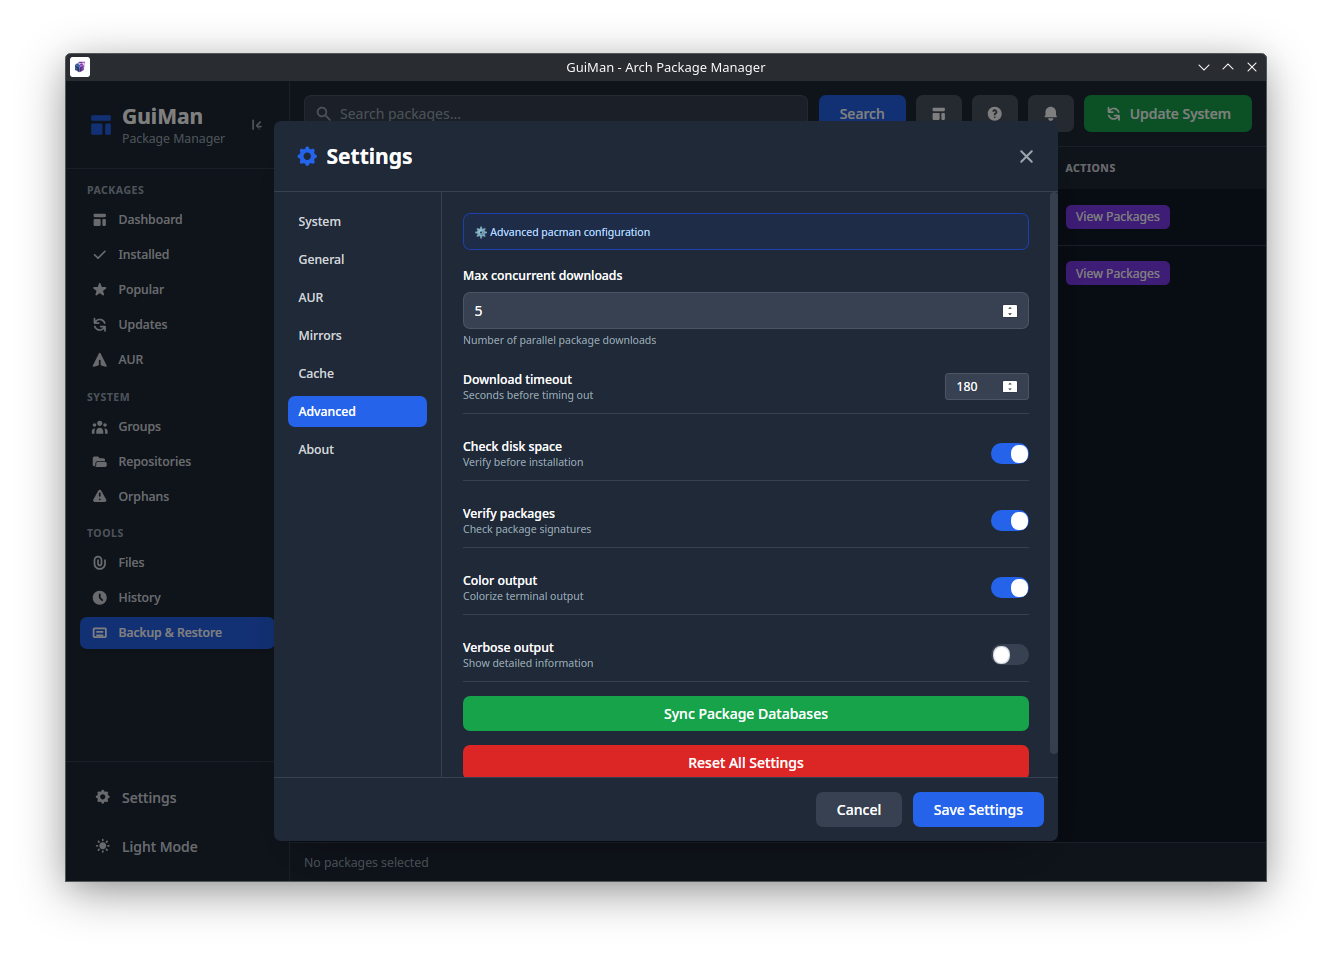 GuiMan - Arch Package Manager
GuiMan
Package Manager
Search packages...
Search
Update System
PACKAGES
Dashboard
Installed
Popular
Updates
AUR
SYSTEM
Groups
Repositories
Orphans
TOOLS
Files
History
Backup & Restore
Settings
Light Mode
Settings
System
General
AUR
Mirrors
Cache
Advanced
About
Advanced pacman configuration
Max concurrent downloads
5
Number of parallel package downloads
Download timeout
Seconds before timing out
180
Check disk space
Verify before installation
Verify packages
Check package signatures
Color output
Colorize terminal output
Verbose output
Show detailed information
Sync Package Databases
Reset All Settings
Cancel
Save Settings
ACTIONS
View Packages
View Packages
No packages selected